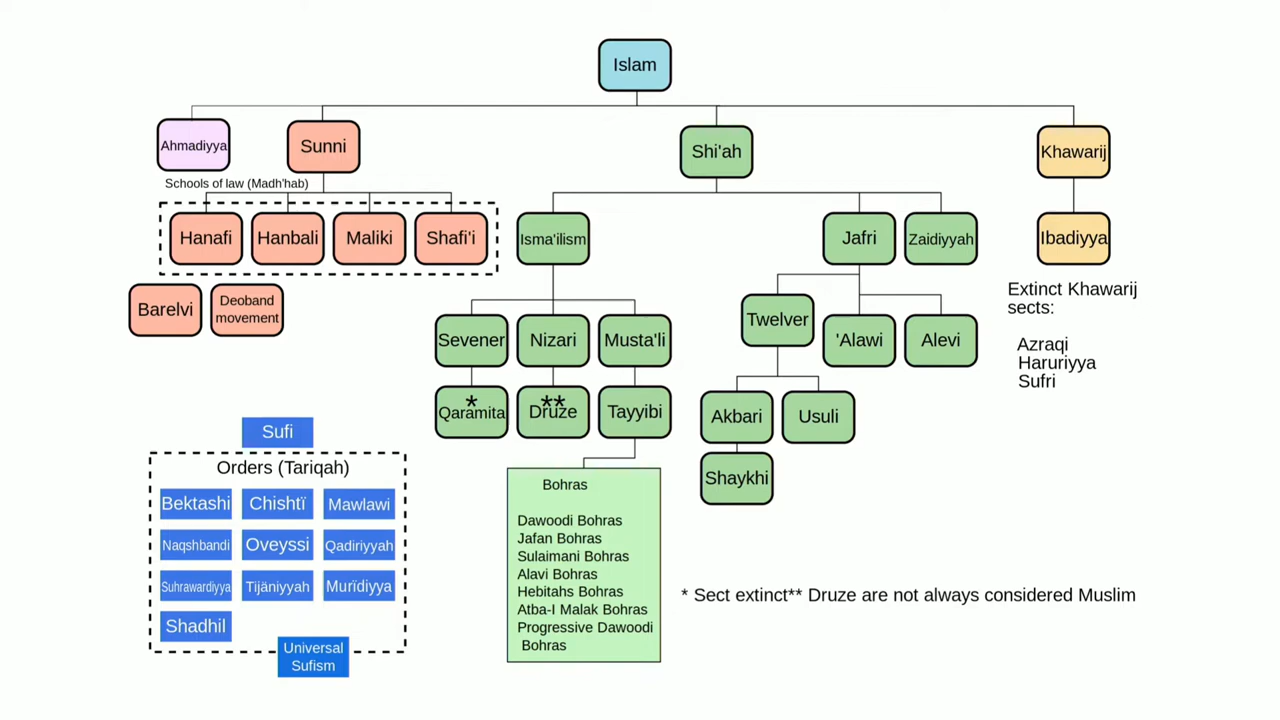 Islam
Ahmadiyya
Sunni
Shi'ah
Khawarij
Schools of law (Madh'hab)
Hanafi
Hanbali
Maliki
Shafi'i
Isma'ilism
Jafri
Zaidiyyah
Ibadiyya
Barelvi
Deoband
movement
Extinct Khawarij
sects:
Azraqi
Haruriyya
Sufri
Twelver
'Alawi
Alevi
Sevener
Nizari
Musta'li
*
Qaramita
**
Druze
Tayyibi
Akbari
Usuli
Shaykhi
Sufi
Orders (Tariqah)
Bektashi
Chishtï
Mawlawi
Naqshbandi
Oveyssi
Qadiriyyah
Suhrawardiyya
Tijäniyyah
Murïdiyya
Shadhil
Universal
Sufism
Bohras
Dawoodi Bohras
Jafan Bohras
Sulaimani Bohras
Alavi Bohras
Hebitahs Bohras
Atba-I Malak Bohras
Progressive Dawoodi
Bohras
* Sect extinct** Druze are not always considered Muslim